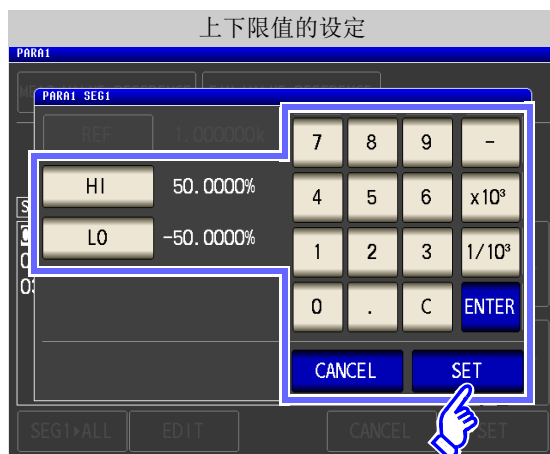 上下限值的设定
PARA1
PARA1 SEG1
REF 1.000000k
HI 50.0000%
LO -50.0000%
7 8 9 -
4 5 6 x10³
1 2 3 1/10³
0 . C ENTER
CANCEL SET
SEG1▶ALL EDIT CANCEL SET